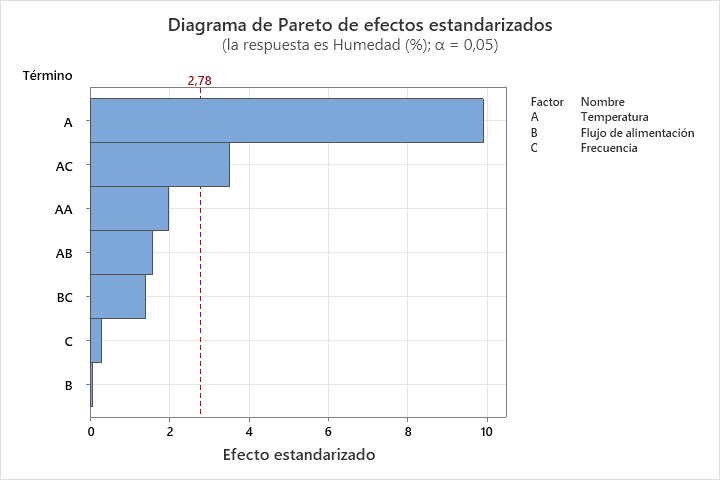 Diagrama de Pareto de efectos estandarizados
(la respuesta es Humedad (%); α = 0,05)
Término
2,78
A
AC
AA
AB
BC
C
B
0 2 4 6 8 10
Efecto estandarizado
Factor Nombre
A Temperatura
B Flujo de alimentación
C Frecuencia